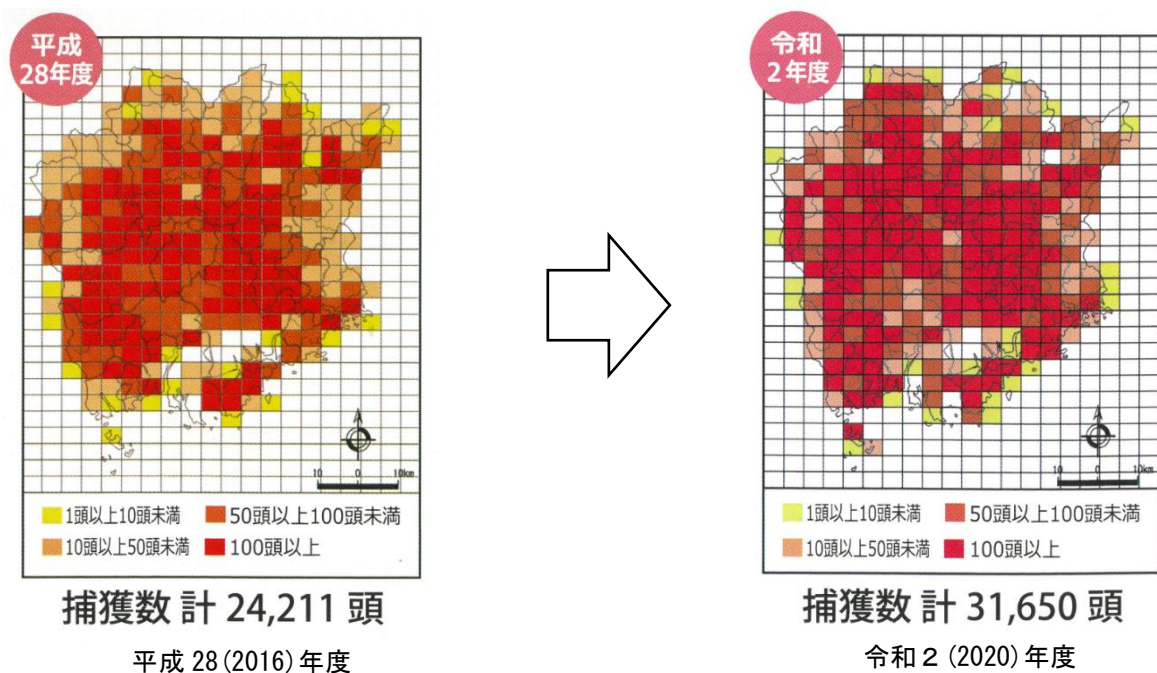 平成
28年度
10 0 10km
1頭以上10頭未満
50頭以上100頭未満
10頭以上50頭未満
100頭以上
捕獲数 計 24,211 頭
平成 28(2016)年度
令和
2年度
10 0 10km
1頭以上10頭未満
50頭以上100頭未満
10頭以上50頭未満
100頭以上
捕獲数 計 31,650 頭
令和２(2020)年度